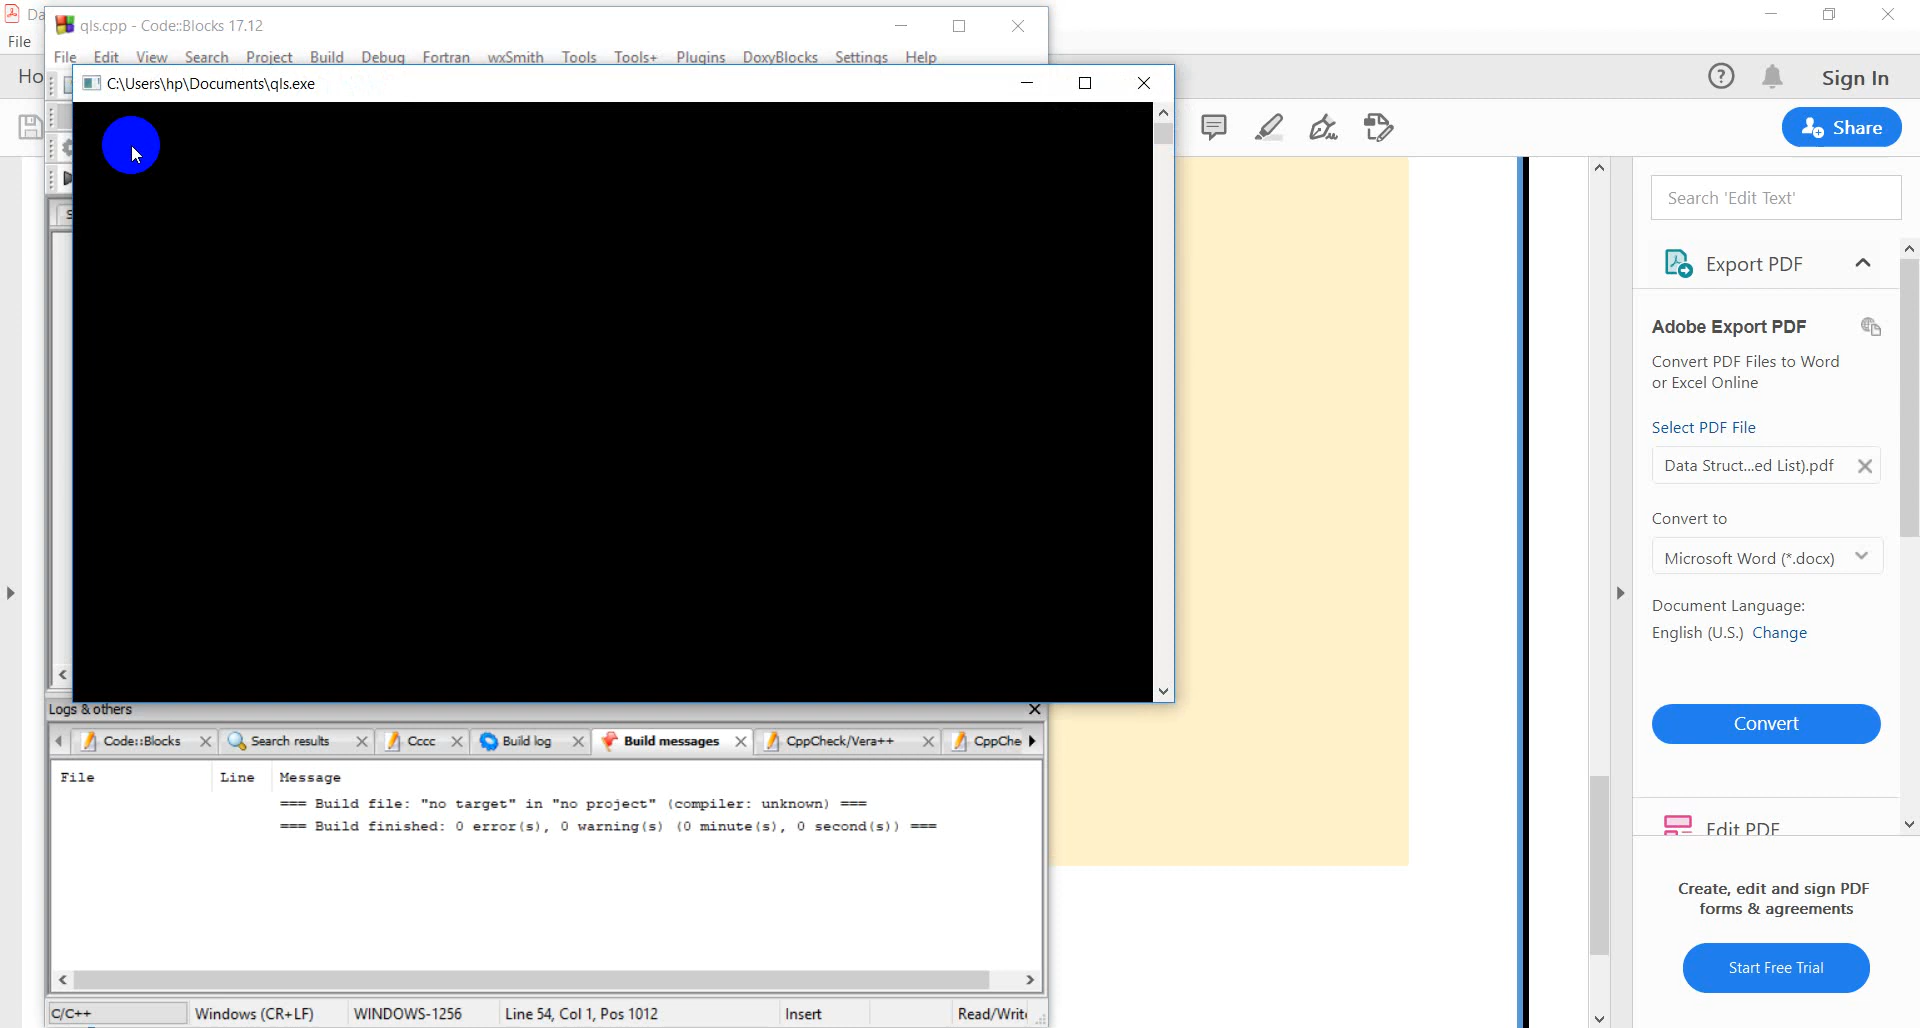 Da
qls.cpp - Code::Blocks 17.12
File
File Edit View Search Project Build Debug Fortran wxSmith Tools Tools+ Plugins DoxyBlocks Settings Help
Ho
C:\Users\hp\Documents\qls.exe
Sign In
Share
S
Search 'Edit Text'
Export PDF
Adobe Export PDF
Convert PDF Files to Word
or Excel Online
Select PDF File
Data Struct...ed List).pdf
Convert to
Microsoft Word (*.docx)
Document Language:
English (U.S.) Change
Convert
Edit PDF
Create, edit and sign PDF
forms & agreements
Start Free Trial
Logs & others
Code::Blocks Search results Cccc Build log Build messages CppCheck/Vera++ CppChe
File Line Message
=== Build file: "no target" in "no project" (compiler: unknown) ===
=== Build finished: 0 error(s), 0 warning(s) (0 minute(s), 0 second(s)) ===
C/C++ Windows (CR+LF) WINDOWS-1256 Line 54, Col 1, Pos 1012 Insert Read/Writ